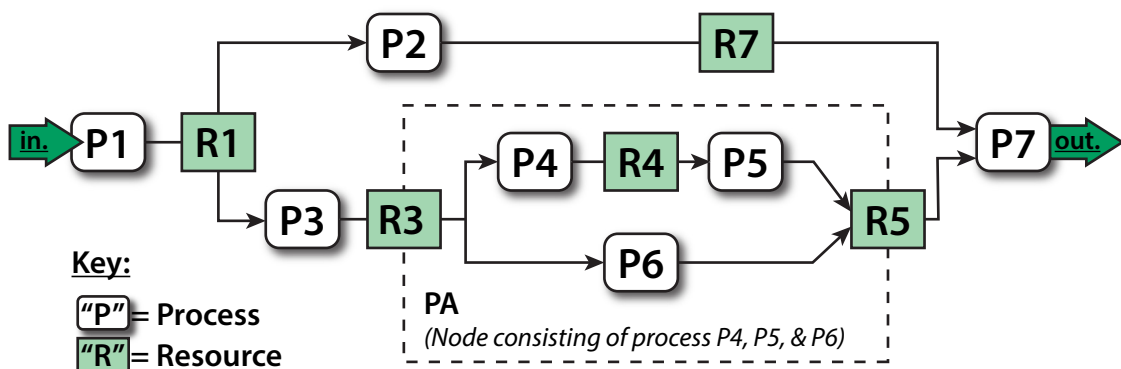 P2
R7
in.
P1
R1
P4
R4
P5
P7
out.
P3
R3
R5
P6
Key:
“P” = Process
“R” = Resource
PA
(Node consisting of process P4, P5, & P6)